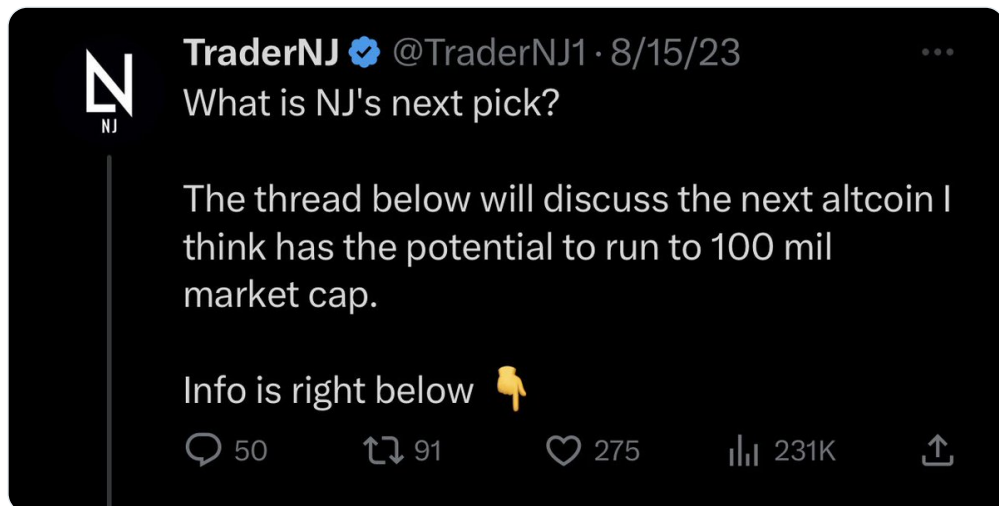 TraderNJ @TraderNJ1 · 8/15/23
NJ
What is NJ's next pick?
The thread below will discuss the next altcoin I
think has the potential to run to 100 mil
market cap.
Info is right below 👇
50 91 275 231K